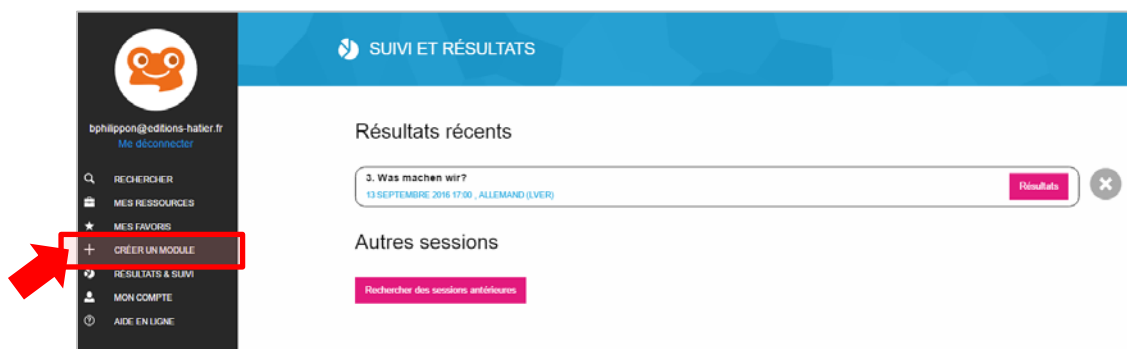 SUIVI ET RÉSULTATS
bphilippon@editions-hatier.fr
Me déconnecter
RECHERCHER
MES RESSOURCES
MES FAVORIS
CRÉER UN MODULE
RÉSULTATS & SUIVI
MON COMPTE
AIDE EN LIGNE
Résultats récents
3. Was machen wir?
13 SEPTEMBRE 2016 17:00 , ALLEMAND (LVER)
Résultats
Autres sessions
Rechercher des sessions antérieures